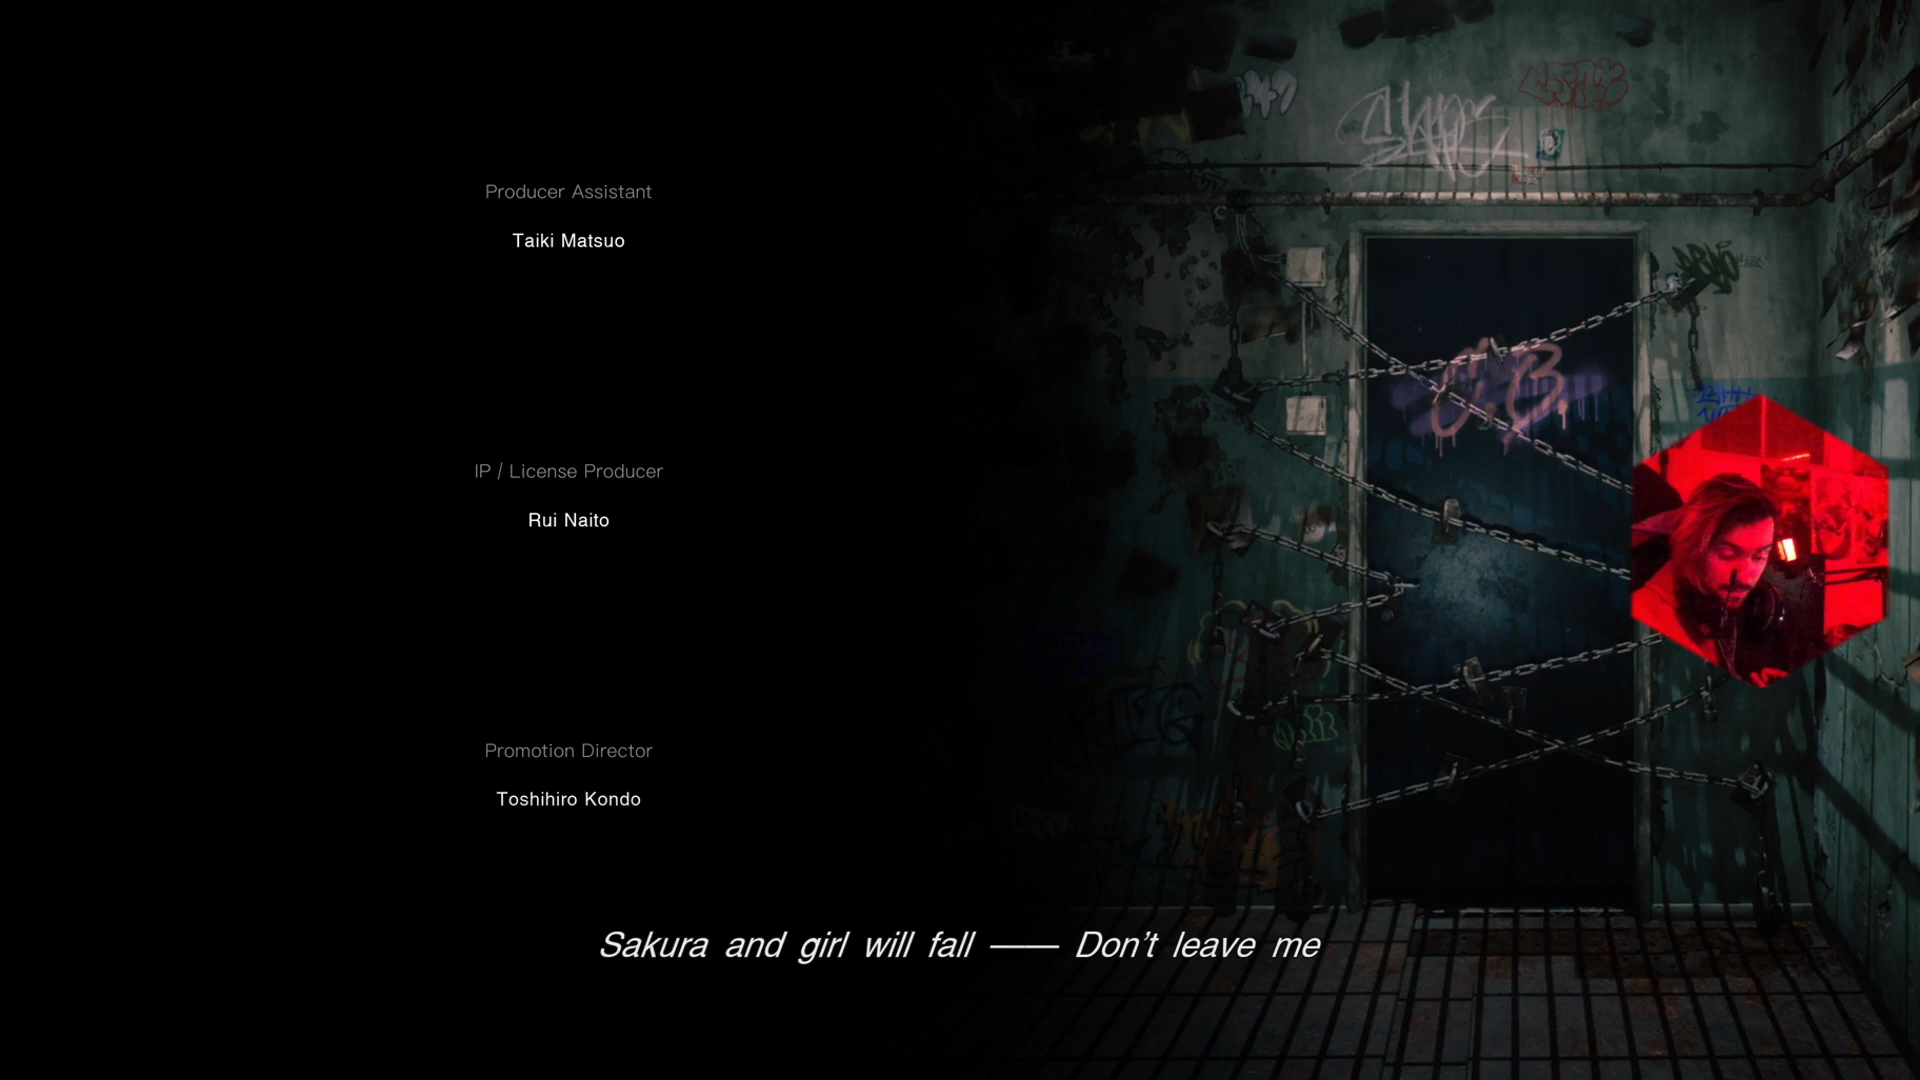 Producer Assistant
Taiki Matsuo
IP / License Producer
Rui Naito
Promotion Director
Toshihiro Kondo
C.B.
Sakura and girl will fall —— Don't leave me